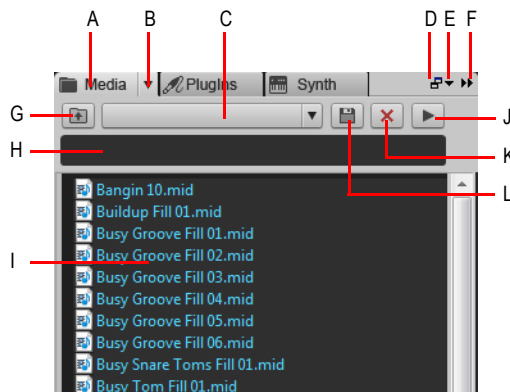 A B C D E F
Media PlugIns Synth
G J
H K
L
Bangin 10.mid
Buildup Fill 01.mid
Busy Groove Fill 01.mid
I Busy Groove Fill 02.mid
Busy Groove Fill 03.mid
Busy Groove Fill 04.mid
Busy Groove Fill 05.mid
Busy Groove Fill 06.mid
Busy Snare Toms Fill 01.mid
Busy Tom Fill 01.mid